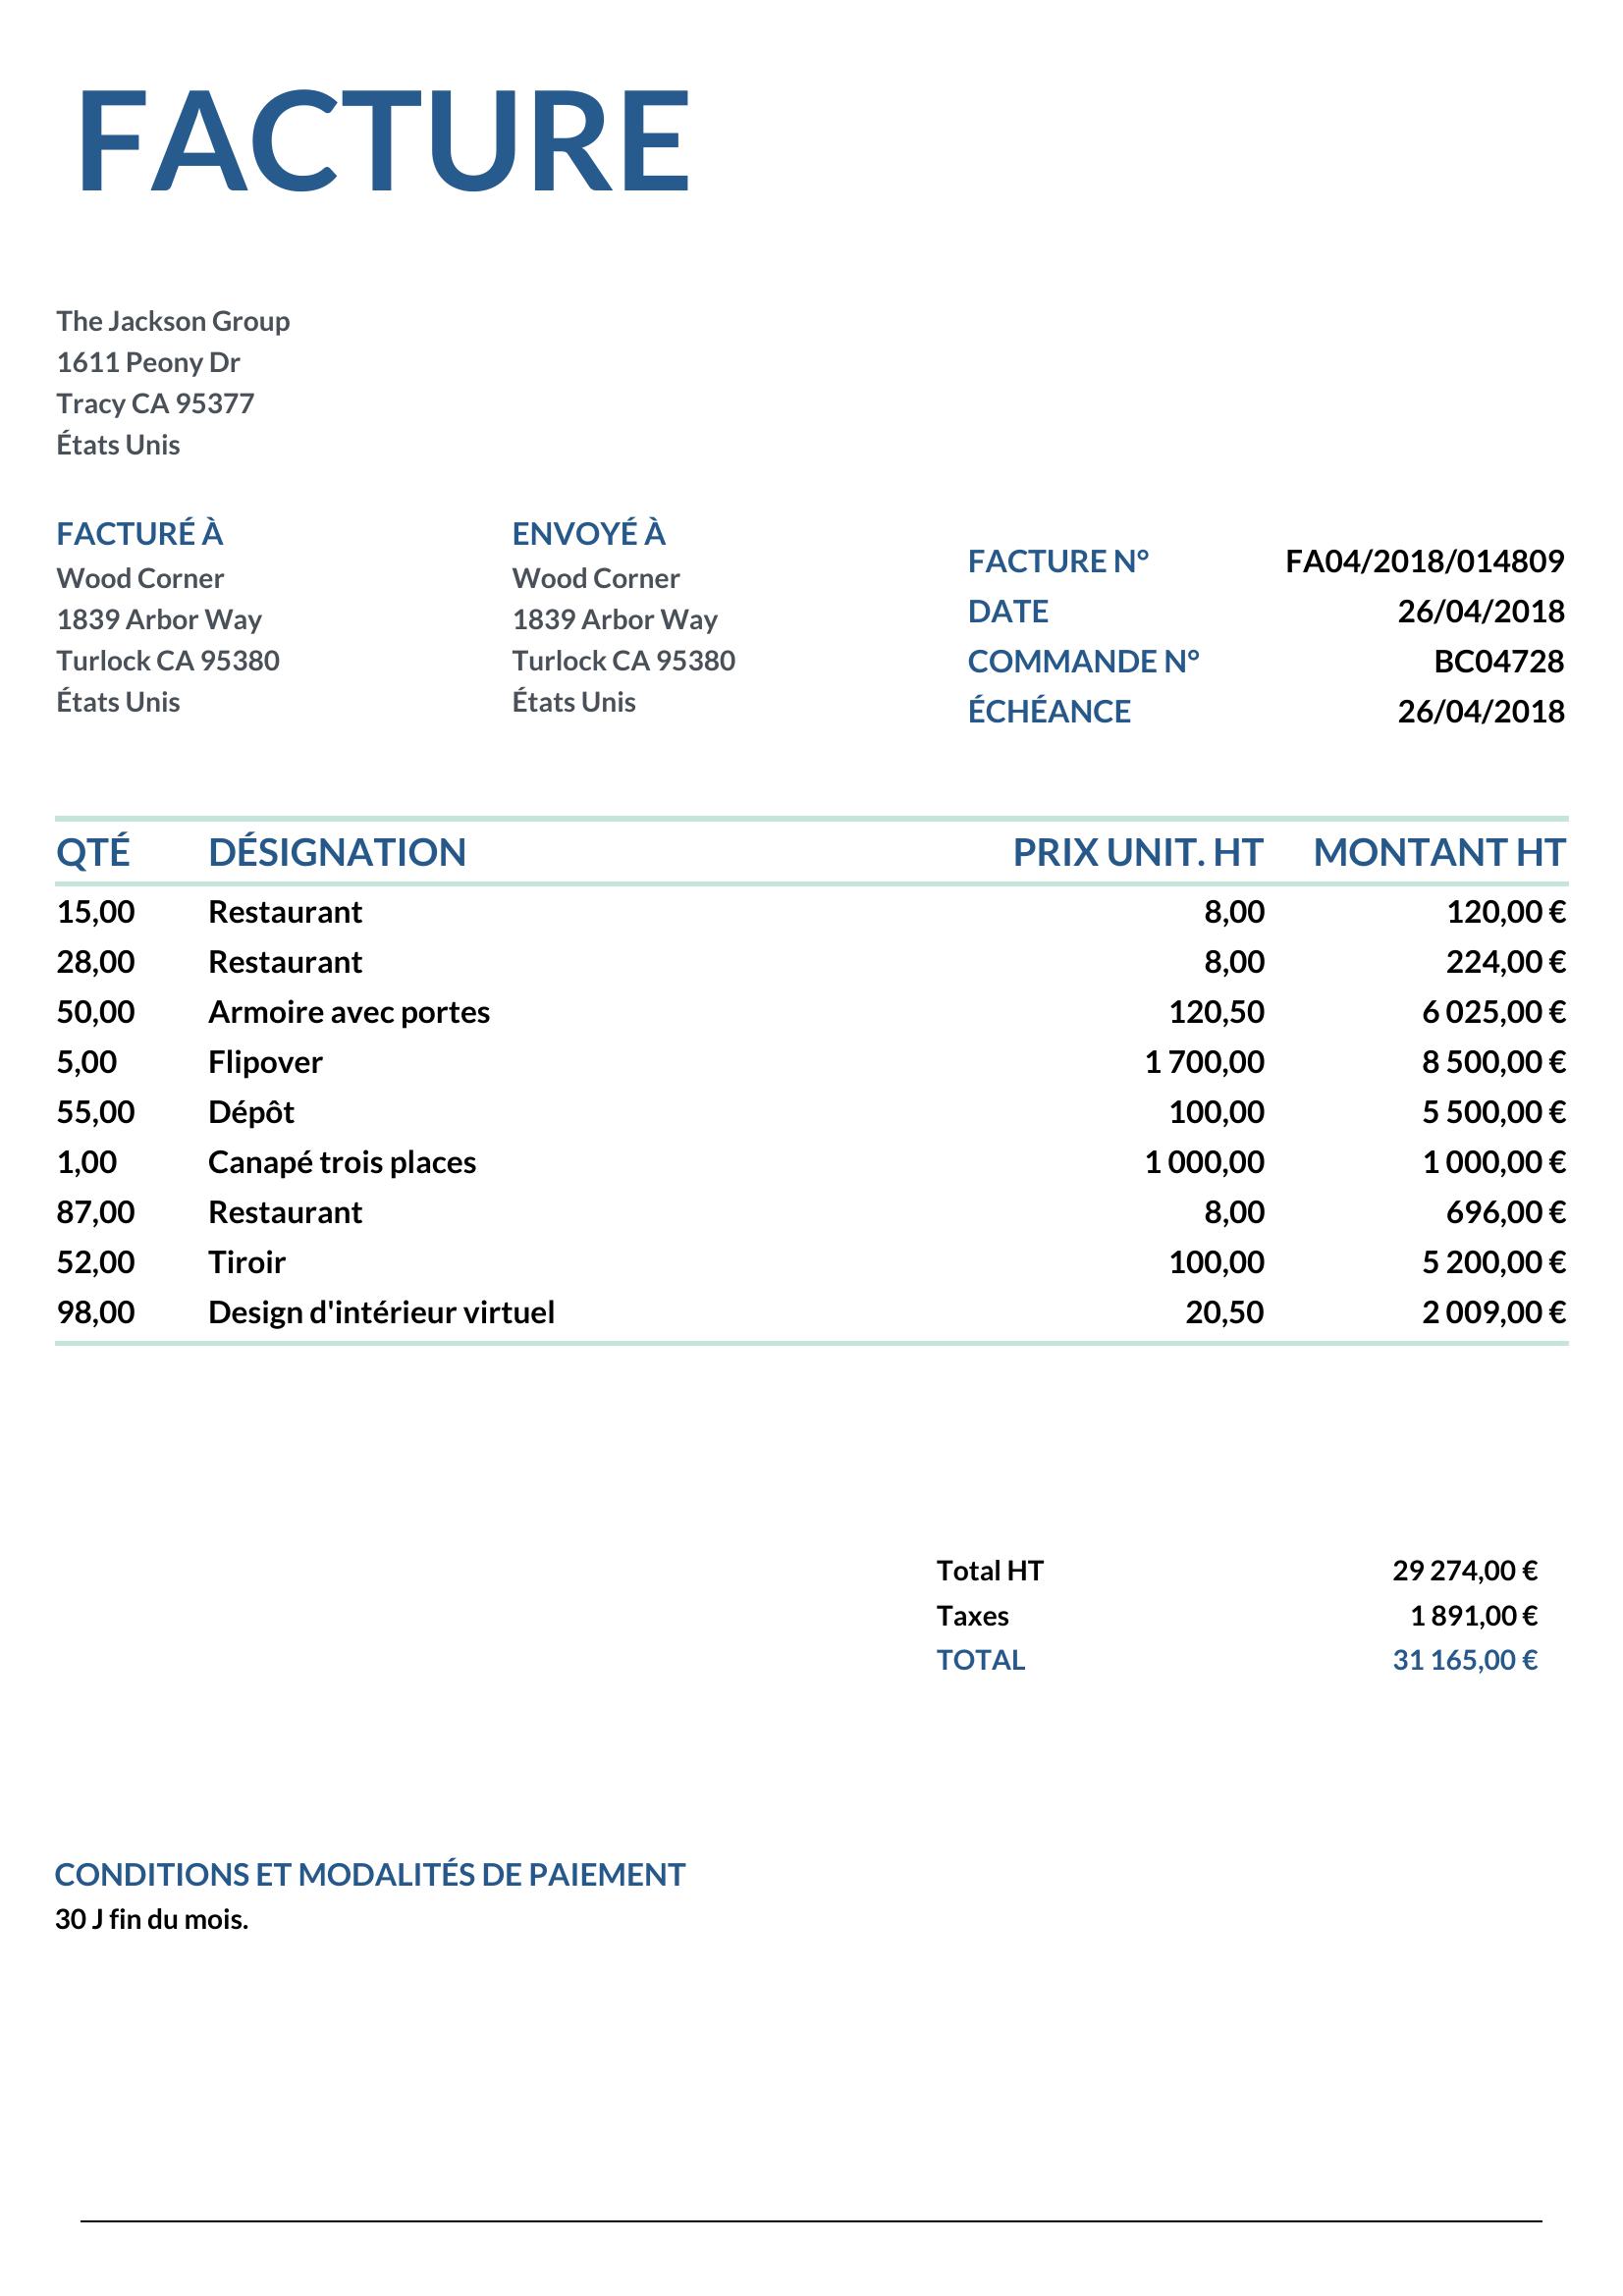 FACTURE
The Jackson Group
1611 Peony Dr
Tracy CA 95377
États Unis
FACTURÉ À
Wood Corner
1839 Arbor Way
Turlock CA 95380
États Unis
ENVOYÉ À
Wood Corner
1839 Arbor Way
Turlock CA 95380
États Unis
FACTURE N° FA04/2018/014809
DATE 26/04/2018
COMMANDE N° BC04728
ÉCHÉANCE 26/04/2018
QTÉ DÉSIGNATION PRIX UNIT. HT MONTANT HT
15,00 Restaurant 8,00 120,00 €
28,00 Restaurant 8,00 224,00 €
50,00 Armoire avec portes 120,50 6 025,00 €
5,00 Flipover 1 700,00 8 500,00 €
55,00 Dépôt 100,00 5 500,00 €
1,00 Canapé trois places 1 000,00 1 000,00 €
87,00 Restaurant 8,00 696,00 €
52,00 Tiroir 100,00 5 200,00 €
98,00 Design d'intérieur virtuel 20,50 2 009,00 €
Total HT 29 274,00 €
Taxes 1 891,00 €
TOTAL 31 165,00 €
CONDITIONS ET MODALITÉS DE PAIEMENT
30 J fin du mois.